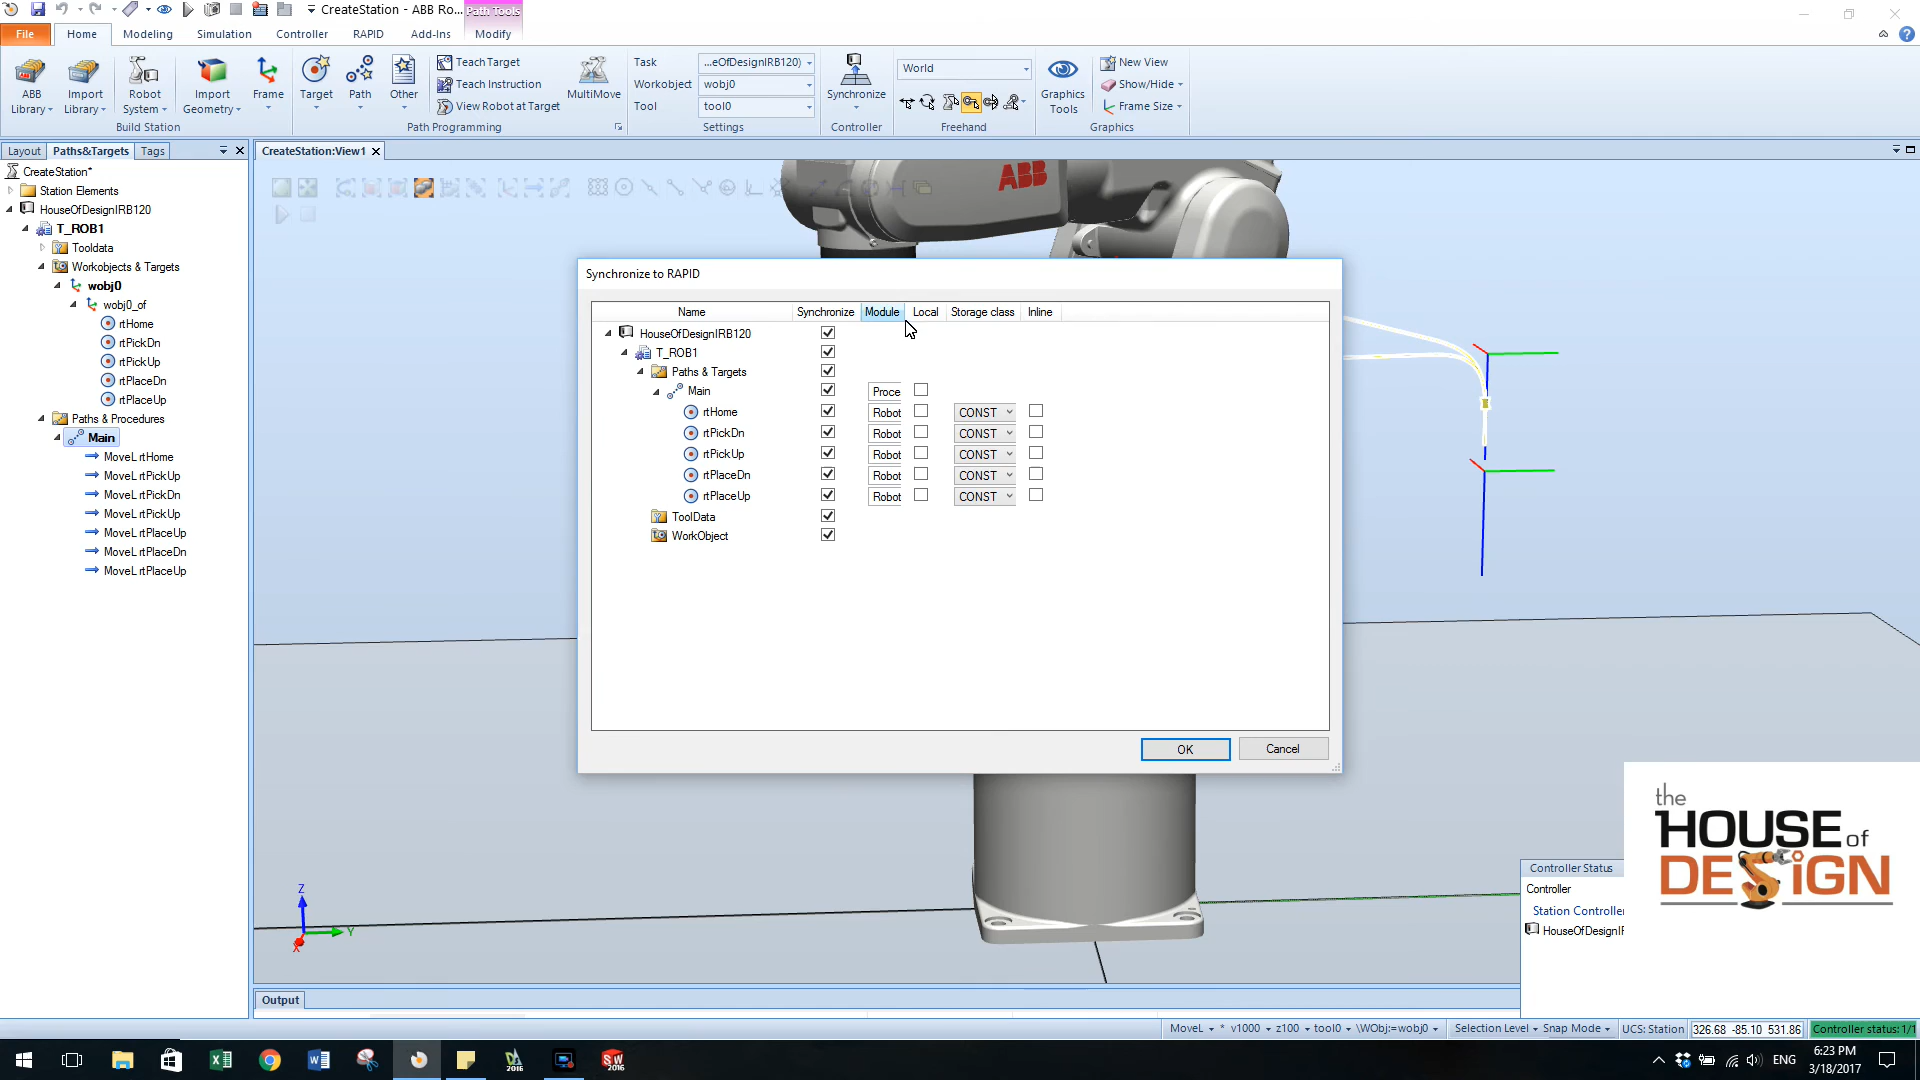 CreateStation - ABB Ro...
Path Tools
File
Home
Modeling
Simulation
Controller
RAPID
Add-Ins
Modify
ABB Library
Import Library
Robot System
Import Geometry
Frame
Build Station
Target
Path
Other
Teach Target
Teach Instruction
View Robot at Target
MultiMove
Path Programming
Task ...eOfDesignIRB120)
Workobject wobj0
Tool tool0
Settings
Synchronize
Controller
World
Freehand
Graphics Tools
New View
Show/Hide
Frame Size
Graphics
Layout
Paths&Targets
Tags
CreateStation:View1
CreateStation*
Station Elements
HouseOfDesignIRB120
T_ROB1
Tooldata
Workobjects & Targets
wobj0
wobj0_of
rtHome
rtPickDn
rtPickUp
rtPlaceDn
rtPlaceUp
Paths & Procedures
Main
MoveL rtHome
MoveL rtPickUp
MoveL rtPickDn
MoveL rtPickUp
MoveL rtPlaceUp
MoveL rtPlaceDn
MoveL rtPlaceUp
ABB
Synchronize to RAPID
Name Synchronize Module Local Storage class Inline
HouseOfDesignIRB120
T_ROB1
Paths & Targets
Main Proce
rtHome Robot CONST
rtPickDn Robot CONST
rtPickUp Robot CONST
rtPlaceDn Robot CONST
rtPlaceUp Robot CONST
ToolData
WorkObject
OK
Cancel
Z
Y
X
the
HOUSE of
DESiGN
Controller Status
Controller
Station Controlle
HouseOfDesignIF
Output
MoveL * v1000 z100 tool0 \WObj:=wobj0 Selection Level Snap Mode UCS: Station 326.68 -85.10 531.86 Controller status: 1/1
2016
2016
ENG
6:23 PM
3/18/2017